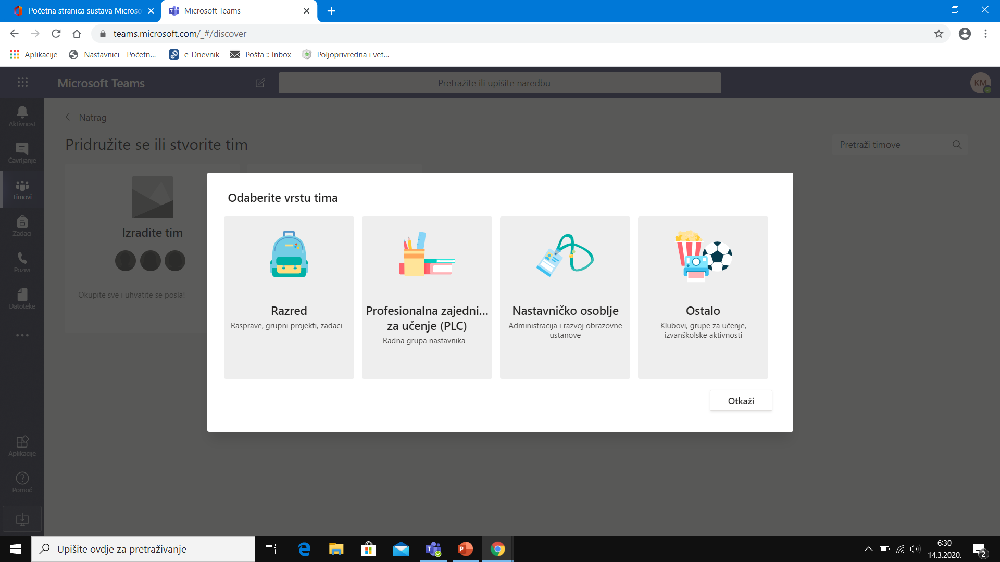 Početna stranica sustava Microso
Microsoft Teams
teams.microsoft.com/_#/discover
Aplikacije
Nastavnici - Početn...
e-Dnevnik
Pošta :: Inbox
Poljoprivredna i vet...
Microsoft Teams
Pretražite ili upišite naredbu
KM
Aktivnost
Čavrljanje
Timovi
Zadaci
Pozivi
Datoteke
Aplikacije
Pomoć
Natrag
Pridružite se ili stvorite tim
Pretraži timove
Izradite tim
Okupite sve i uhvatite se posla!
Odaberite vrstu tima
Razred
Rasprave, grupni projekti, zadaci
Profesionalna zajedni...
za učenje (PLC)
Radna grupa nastavnika
Nastavničko osoblje
Administracija i razvoj obrazovne
ustanove
Ostalo
Klubovi, grupe za učenje,
izvanškolske aktivnosti
Otkaži
Upišite ovdje za pretraživanje
6:30
14.3.2020.
2